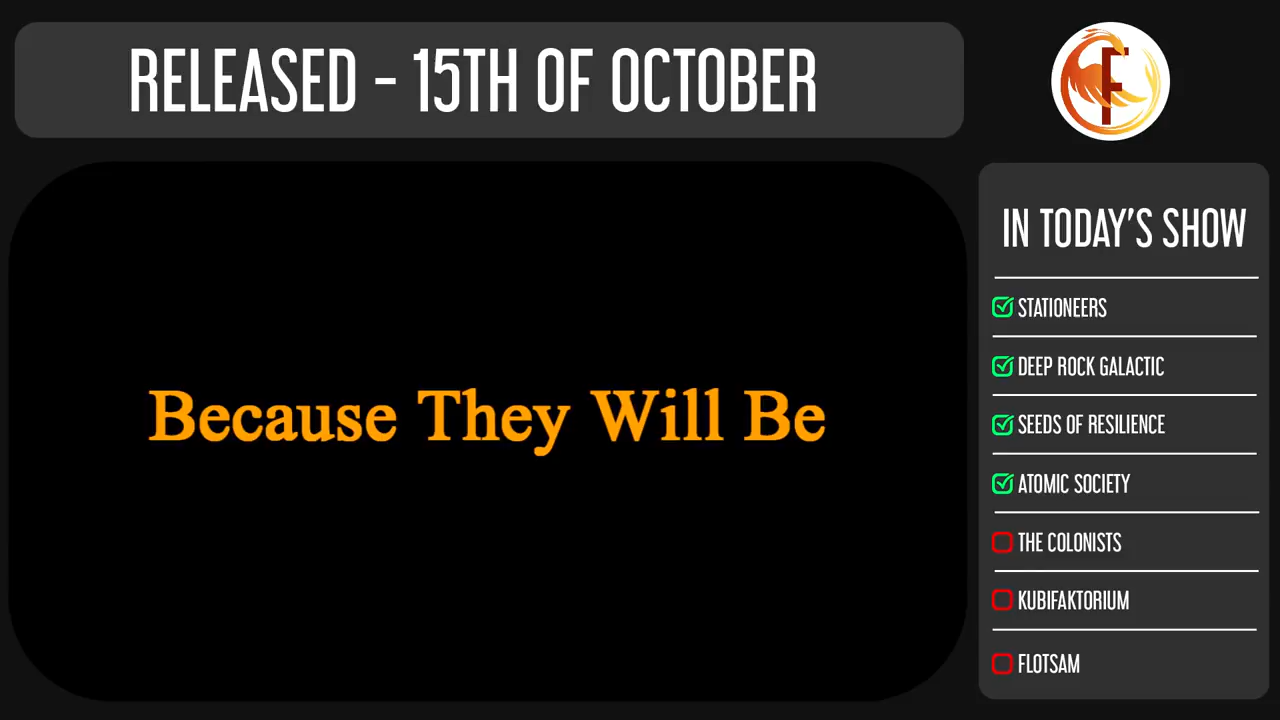 RELEASED - 15TH OF OCTOBER
F
Because They Will Be
IN TODAY'S SHOW
STATIONEERS
DEEP ROCK GALACTIC
SEEDS OF RESILIENCE
ATOMIC SOCIETY
THE COLONISTS
KUBIFAKTORIUM
FLOTSAM